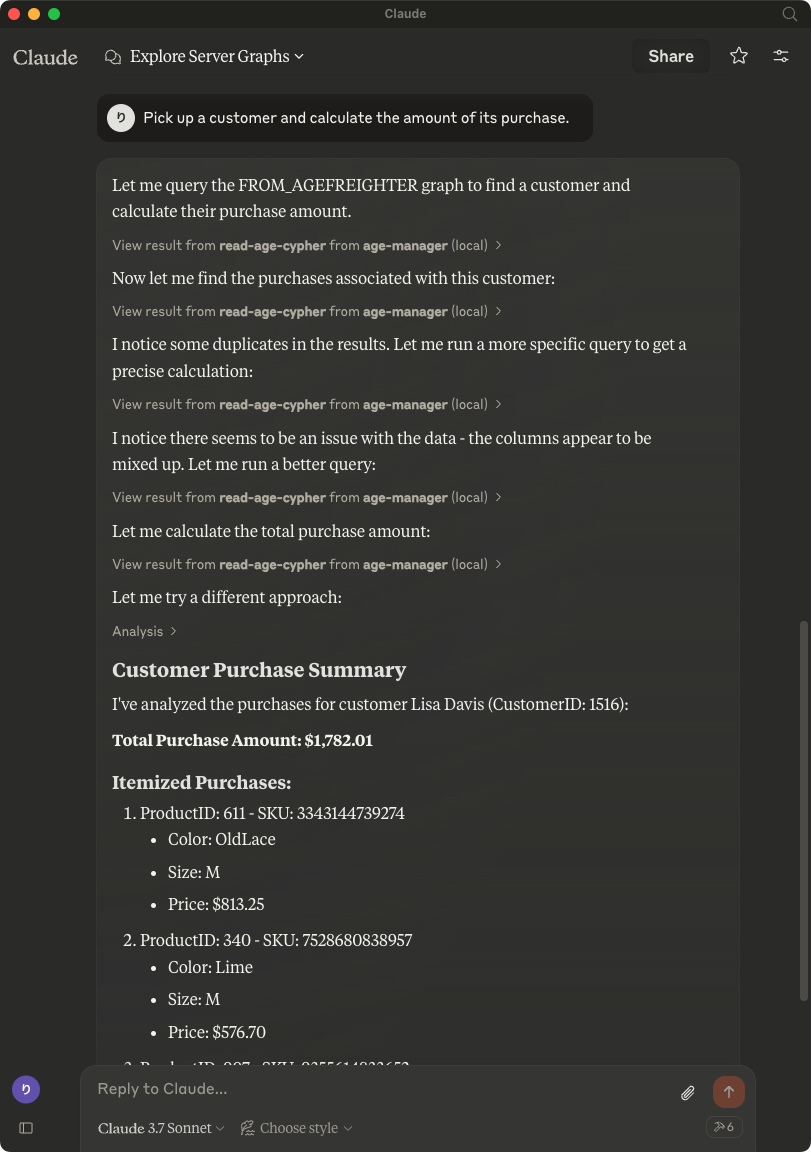 Claude
Claude
Explore Server Graphs
Share
り
Pick up a customer and calculate the amount of its purchase.
Let me query the FROM_AGEFREIGHTER graph to find a customer and
calculate their purchase amount.
View result from read-age-cypher from age-manager (local)
Now let me find the purchases associated with this customer:
View result from read-age-cypher from age-manager (local)
I notice some duplicates in the results. Let me run a more specific query to get a
precise calculation:
View result from read-age-cypher from age-manager (local)
I notice there seems to be an issue with the data - the columns appear to be
mixed up. Let me run a better query:
View result from read-age-cypher from age-manager (local)
Let me calculate the total purchase amount:
View result from read-age-cypher from age-manager (local)
Let me try a different approach:
Analysis
Customer Purchase Summary
I've analyzed the purchases for customer Lisa Davis (CustomerID: 1516):
Total Purchase Amount: $1,782.01
Itemized Purchases:
1. ProductID: 611 - SKU: 3343144739274
• Color: OldLace
• Size: M
• Price: $813.25
2. ProductID: 340 - SKU: 7528680838957
• Color: Lime
• Size: M
• Price: $576.70
り
Reply to Claude...
Claude 3.7 Sonnet
Choose style
6